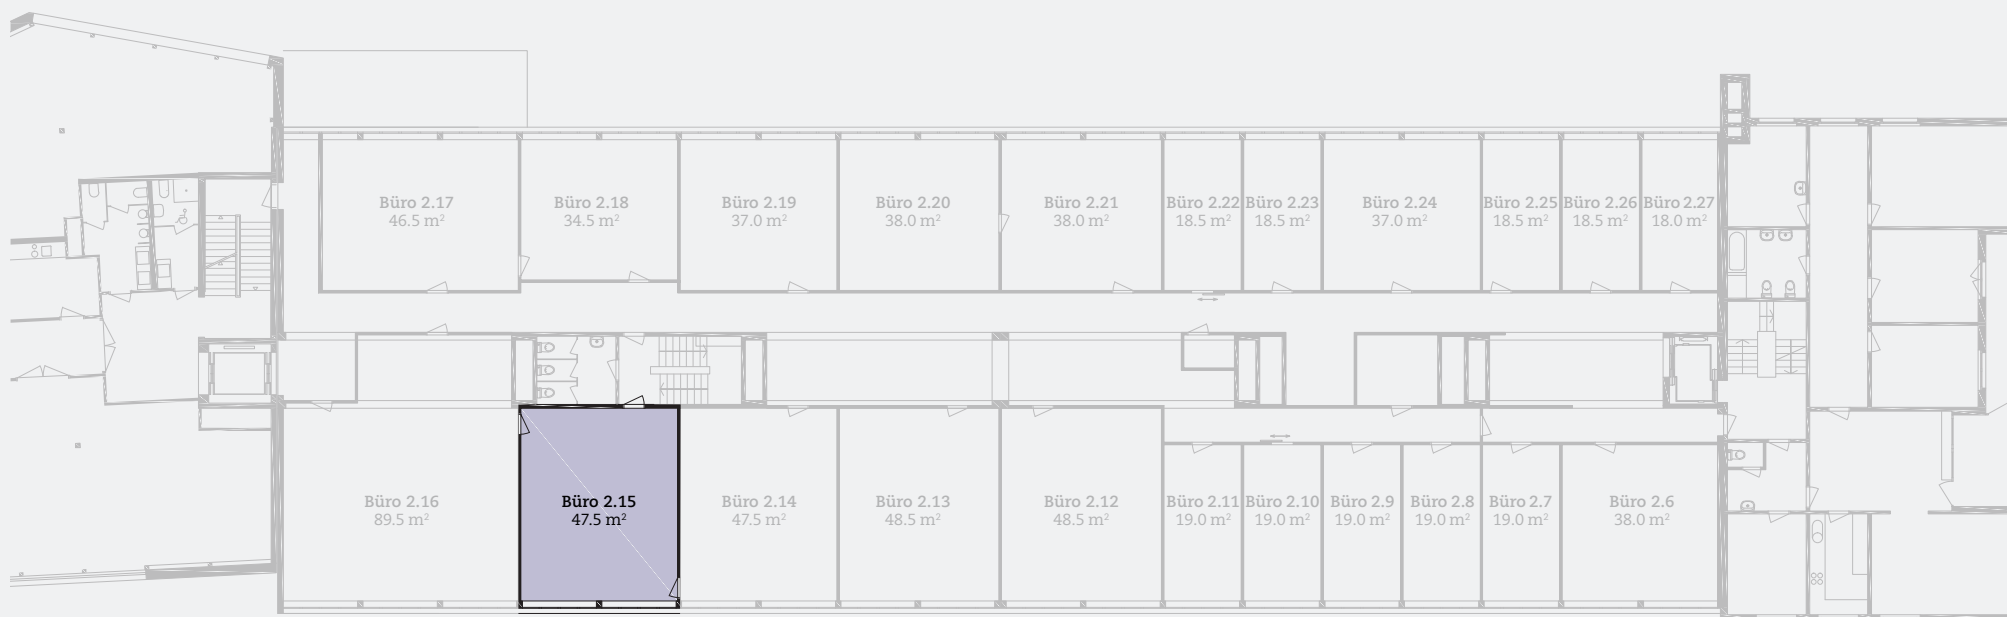 Büro 2.17
46.5 m²
Büro 2.18
34.5 m²
Büro 2.19
37.0 m²
Büro 2.20
38.0 m²
Büro 2.21
38.0 m²
Büro 2.22
18.5 m²
Büro 2.23
18.5 m²
Büro 2.24
37.0 m²
Büro 2.25
18.5 m²
Büro 2.26
18.5 m²
Büro 2.27
18.0 m²
Büro 2.16
89.5 m²
Büro 2.15
47.5 m²
Büro 2.14
47.5 m²
Büro 2.13
48.5 m²
Büro 2.12
48.5 m²
Büro 2.11
19.0 m²
Büro 2.10
19.0 m²
Büro 2.9
19.0 m²
Büro 2.8
19.0 m²
Büro 2.7
19.0 m²
Büro 2.6
38.0 m²